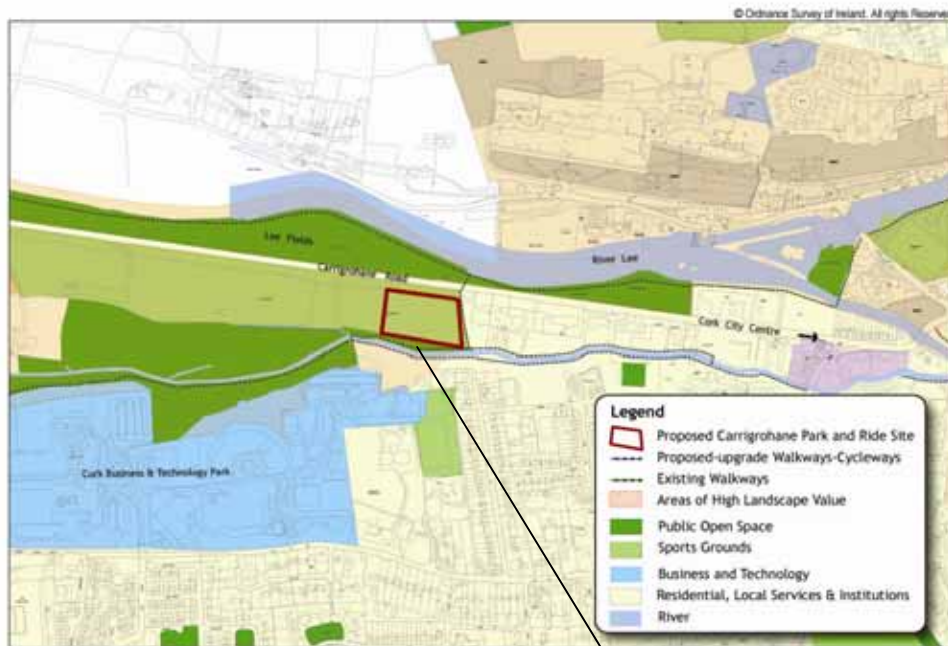 © Ordnance Survey of Ireland. All rights Reserve
Lee Fields
Carrigrohane Road
River Lee
Cork City Centre
Cork Business & Technology Park
Legend
Proposed Carrigrohane Park and Ride Site
Proposed-upgrade Walkways-Cycleways
Existing Walkways
Areas of High Landscape Value
Public Open Space
Sports Grounds
Business and Technology
Residential, Local Services & Institutions
River